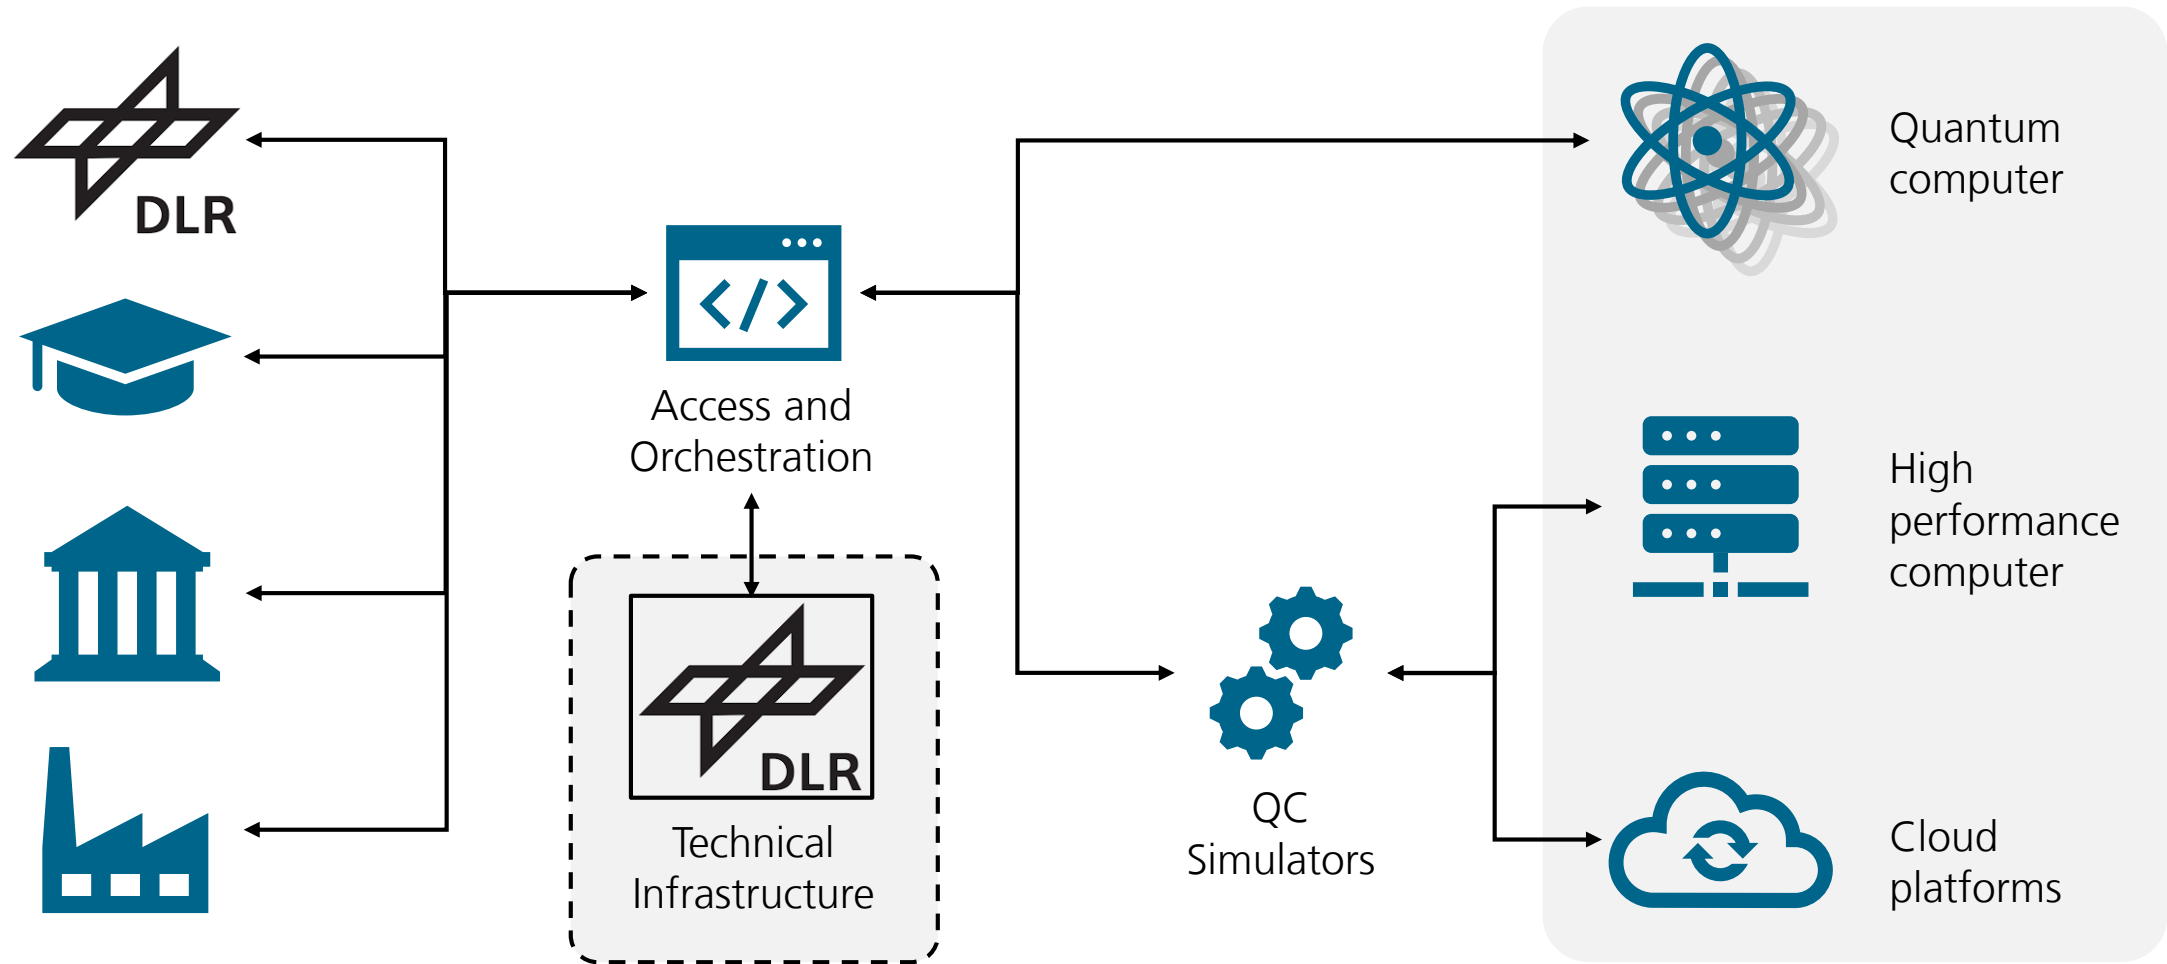 DLR
</>
Access and
Orchestration
DLR
Technical
Infrastructure
QC
Simulators
Quantum
computer
High
performance
computer
Cloud
platforms